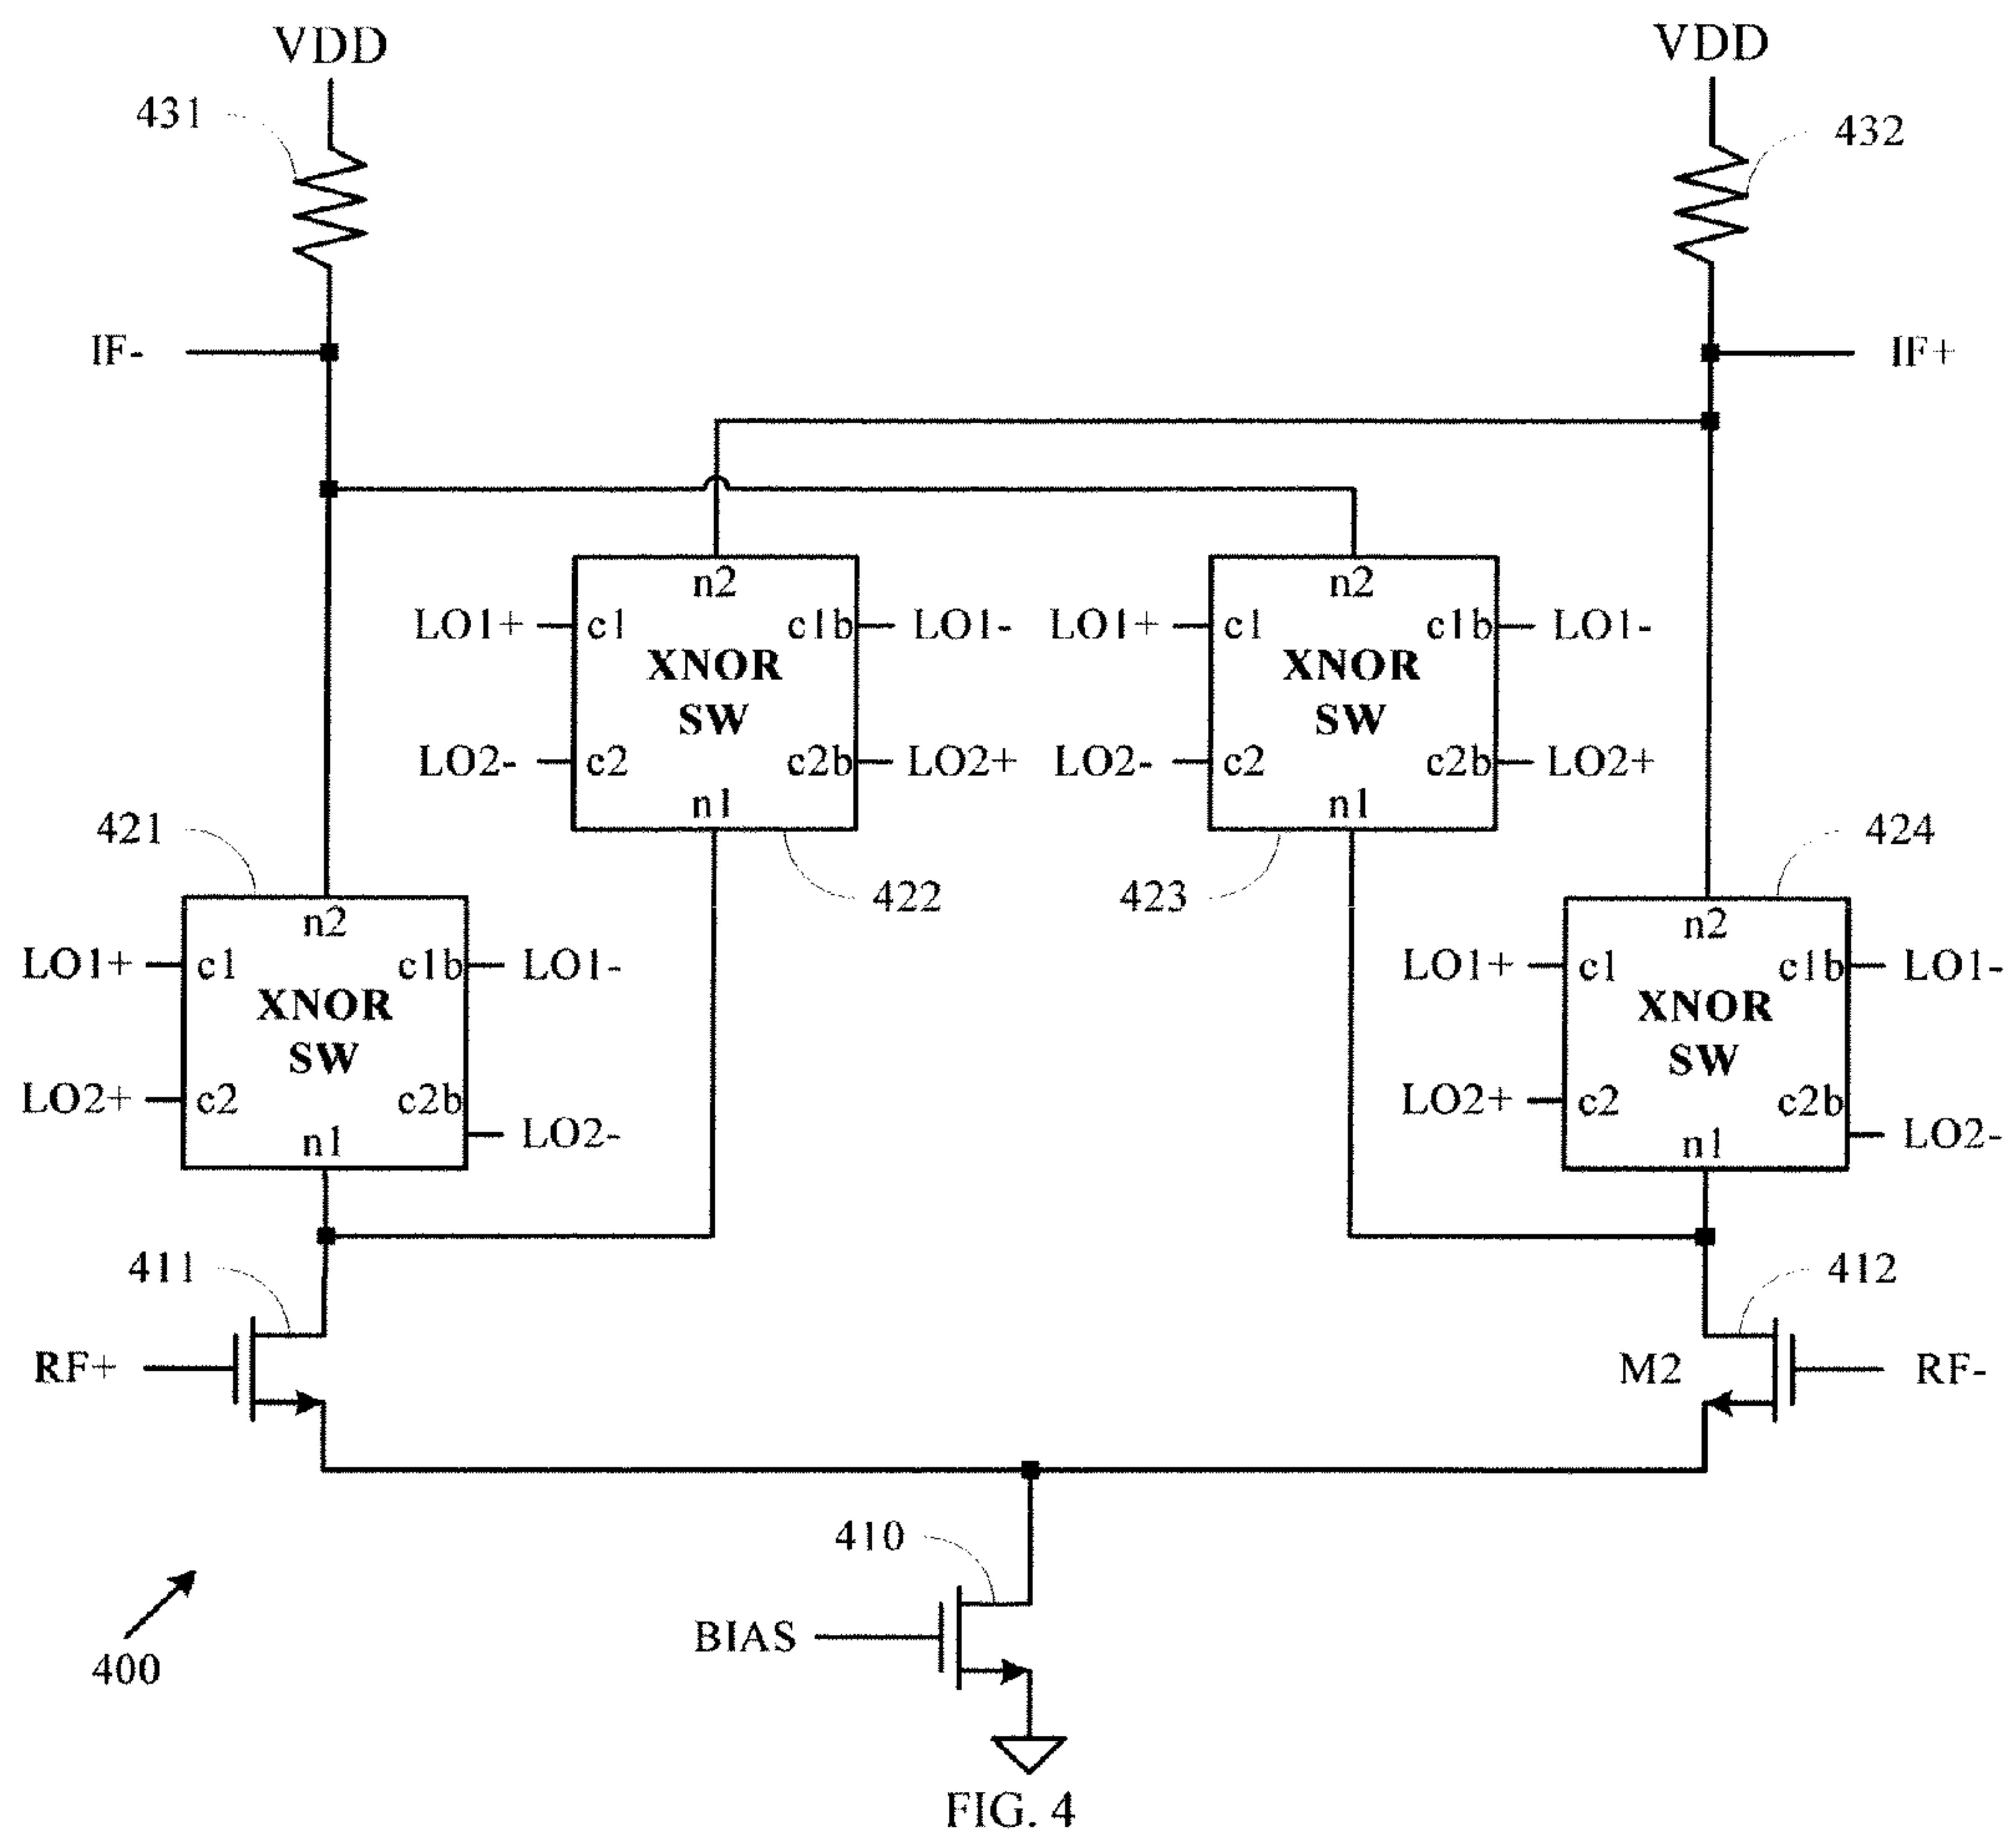 VDD VDD
431 432
IF- IF+
n2 n2
LO1+ c1 c1b LO1- LO1+ c1 c1b LO1-
XNOR XNOR
SW SW
LO2- c2 c2b LO2+ LO2- c2 c2b LO2+
n1 n1
421 422 423 424
n2 n2
LO1+ c1 c1b LO1- LO1+ c1 c1b LO1-
XNOR XNOR
SW SW
LO2+ c2 c2b LO2- LO2+ c2 c2b LO2-
n1 n1
411 412
RF+ M2 RF-
410
BIAS
400
FIG. 4